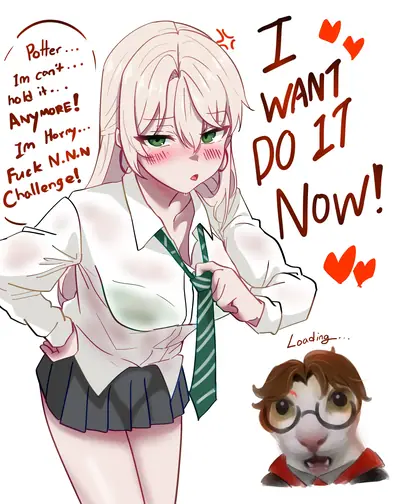 Potter...
Im can't...
hold it...
ANYMORE!
Im Horny...
Fuck N.N.N
Challenge!
I
WANT
DO IT
NOW!
Loading...